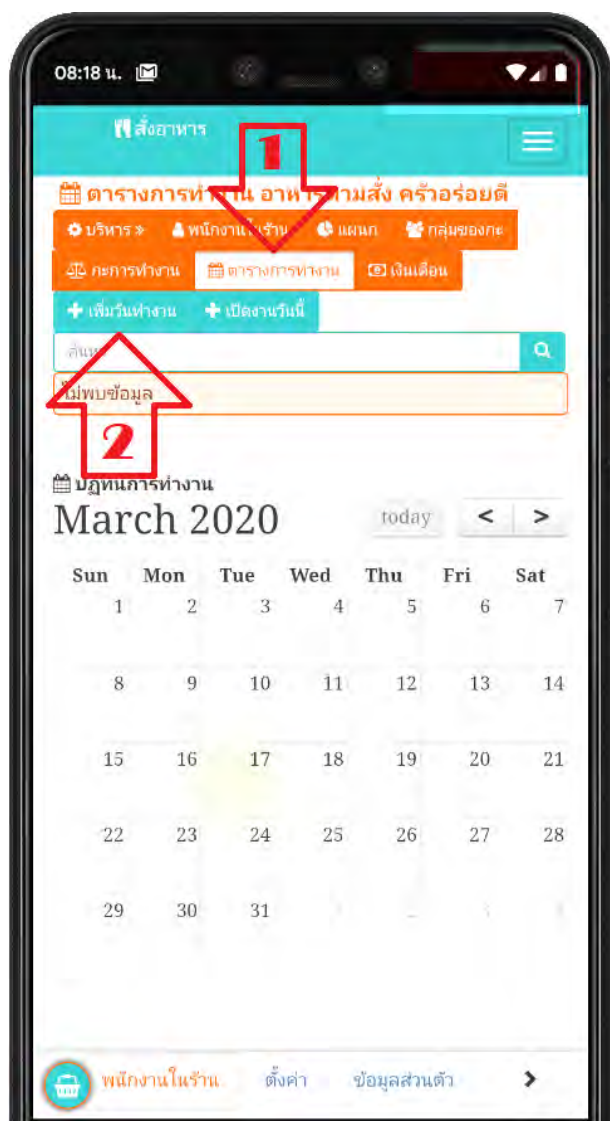 08:18 น.
สั่งอาหาร
1
ตารางการทำงาน อาหารตามสั่ง ครัวอร่อยดี
บริหาร » พนักงานในร้าน แผนก กลุ่มของกะ
กะการทำงาน ตารางการทำงาน เงินเดือน
+ เพิ่มวันทำงาน + เปิดงานวันนี้
ไม่พบข้อมูล
2
ปฏิทินการทำงาน
March 2020 today < >
Sun Mon Tue Wed Thu Fri Sat
1 2 3 4 5 6 7
8 9 10 11 12 13 14
15 16 17 18 19 20 21
22 23 24 25 26 27 28
29 30 31
พนักงานในร้าน ตั้งค่า ข้อมูลส่วนตัว >